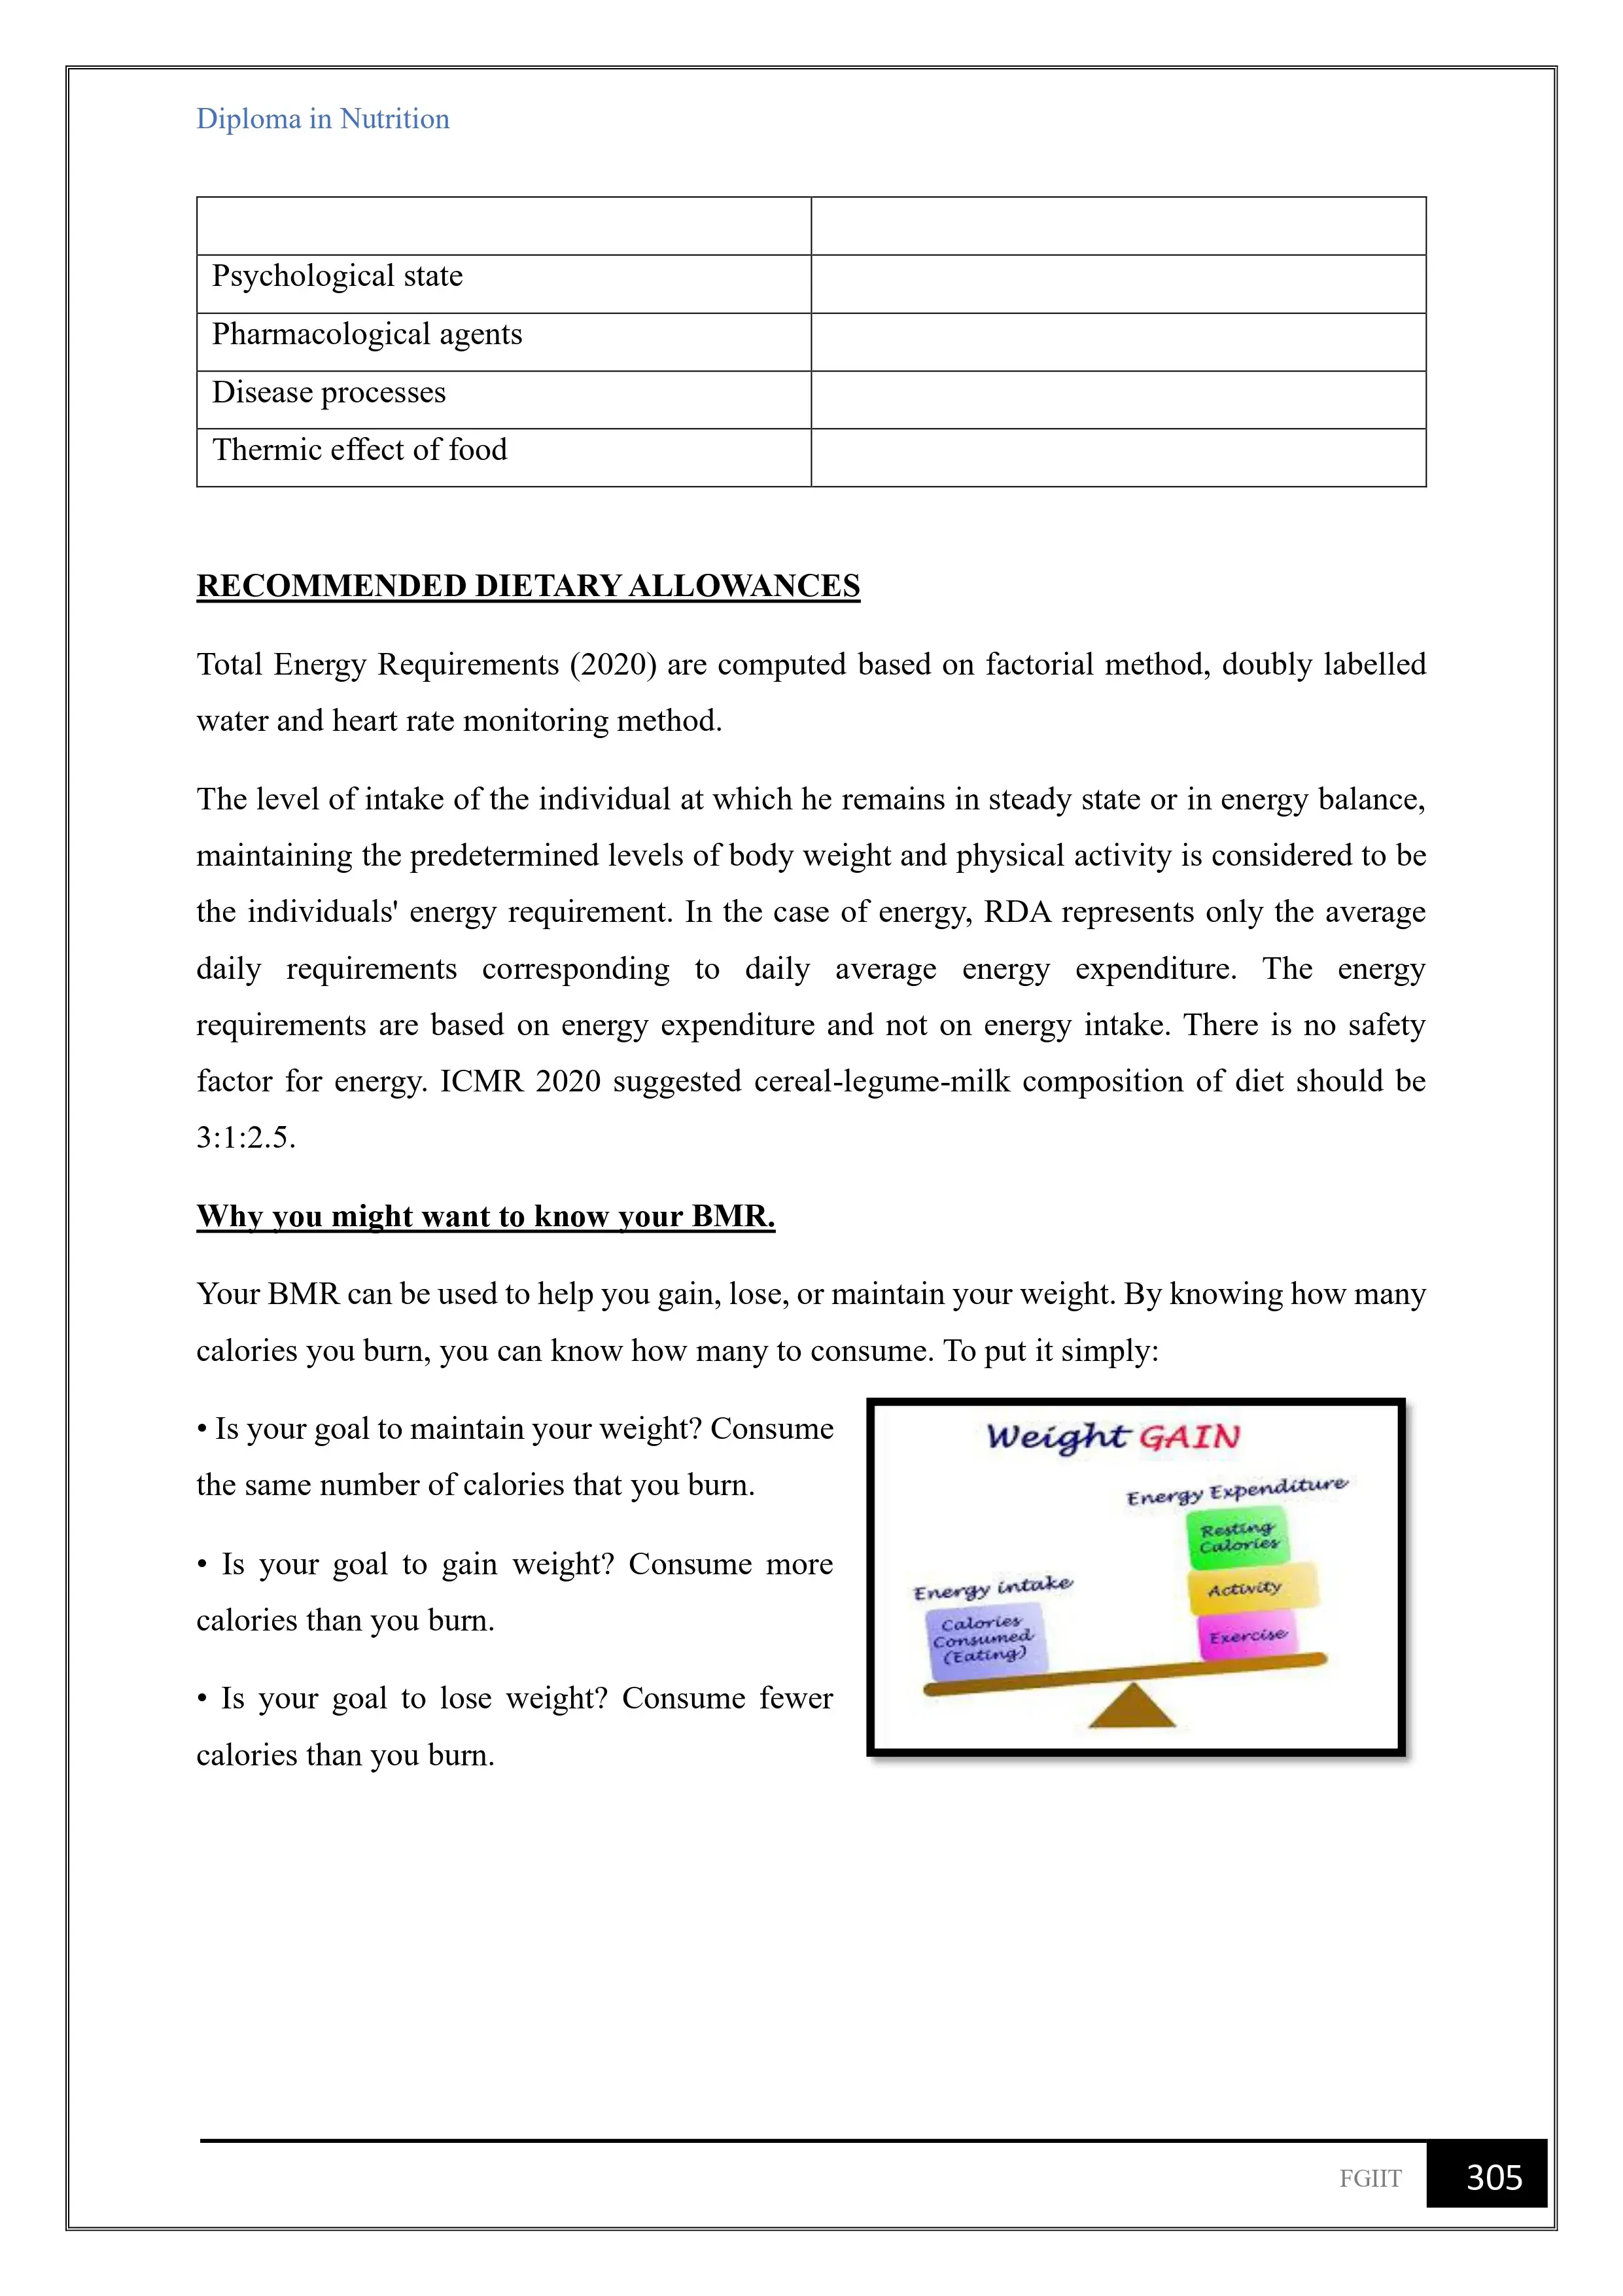 Diploma in Nutrition
Psychological state
Pharmacological agents
Disease processes
Thermic effect of food
RECOMMENDED DIETARY ALLOWANCES
Total Energy Requirements (2020) are computed based on factorial method, doubly labelled
water and heart rate monitoring method.
The level of intake of the individual at which he remains in steady state or in energy balance,
maintaining the predetermined levels of body weight and physical activity is considered to be
the individuals' energy requirement. In the case of energy, RDA represents only the average
daily requirements corresponding to daily average energy expenditure. The energy
requirements are based on energy expenditure and not on energy intake. There is no safety
factor for energy. ICMR 2020 suggested cereal-legume-milk composition of diet should be
3:1:2.5.
Why you might want to know your BMR.
Your BMR can be used to help you gain, lose, or maintain your weight. By knowing how many
calories you burn, you can know how many to consume. To put it simply:
• Is your goal to maintain your weight? Consume
the same number of calories that you burn.
• Is your goal to gain weight? Consume more
calories than you burn.
• Is your goal to lose weight? Consume fewer
calories than you burn.
Weight GAIN
Energy Expenditure
Resting
Calories
Activity
Exercise
Energy intake
Calories
Consumed
(Eating)
FGIIT
305